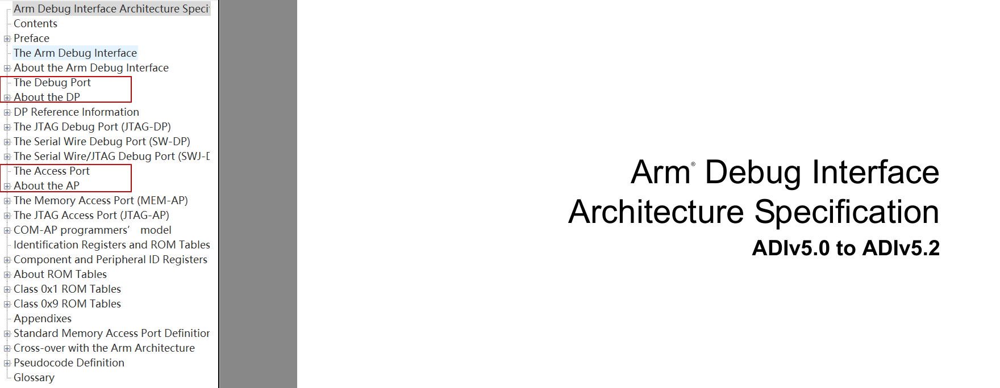 Arm Debug Interface Architecture Speci
Contents
Preface
The Arm Debug Interface
About the Arm Debug Interface
The Debug Port
About the DP
DP Reference Information
The JTAG Debug Port (JTAG-DP)
The Serial Wire Debug Port (SW-DP)
The Serial Wire/JTAG Debug Port (SWJ-D
The Access Port
About the AP
The Memory Access Port (MEM-AP)
The JTAG Access Port (JTAG-AP)
COM-AP programmers’ model
Identification Registers and ROM Tables
Component and Peripheral ID Registers
About ROM Tables
Class 0x1 ROM Tables
Class 0x9 ROM Tables
Appendixes
Standard Memory Access Port Definition
Cross-over with the Arm Architecture
Pseudocode Definition
Glossary
Arm® Debug Interface
Architecture Specification
ADIv5.0 to ADIv5.2